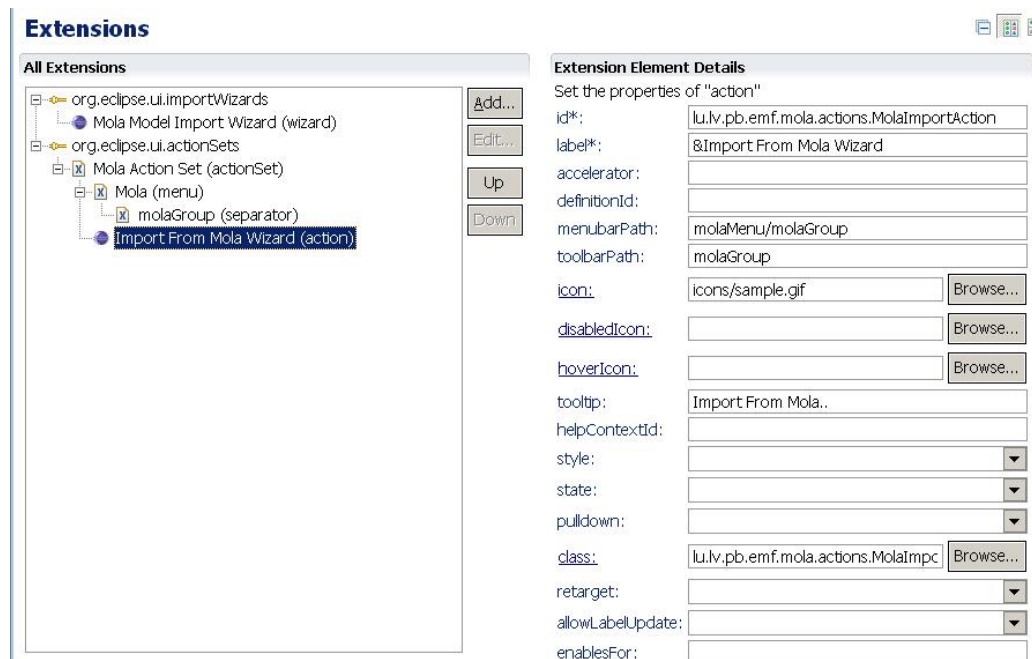 Extensions
All Extensions
org.eclipse.ui.importWizards
Mola Model Import Wizard (wizard)
org.eclipse.ui.actionSets
Mola Action Set (actionSet)
Mola (menu)
molaGroup (separator)
Import From Mola Wizard (action)
Add...
Edit...
Up
Down
Extension Element Details
Set the properties of "action"
id*: lu.lv.pb.emf.mola.actions.MolaImportAction
label*: &Import From Mola Wizard
accelerator:
definitionId:
menubarPath: molaMenu/molaGroup
toolbarPath: molaGroup
icon: icons/sample.gif Browse...
disabledIcon: Browse...
hoverIcon: Browse...
tooltip: Import From Mola..
helpContextId:
style:
state:
pulldown:
class: lu.lv.pb.emf.mola.actions.MolaImpo Browse...
retarget:
allowLabelUpdate:
enablesFor: